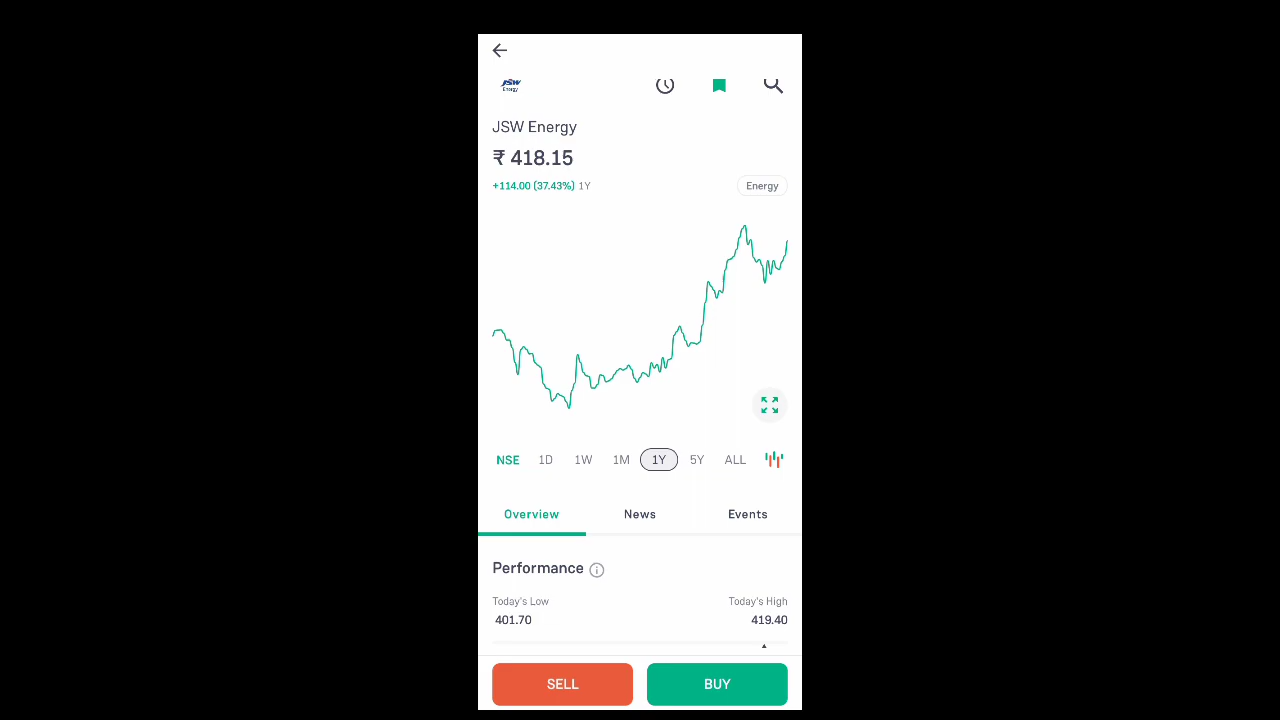 JSW
Energy
JSW Energy
₹ 418.15
+114.00 (37.43%) 1Y
Energy
NSE 1D 1W 1M 1Y 5Y ALL
Overview News Events
Performance
Today's Low Today's High
401.70 419.40
SELL BUY